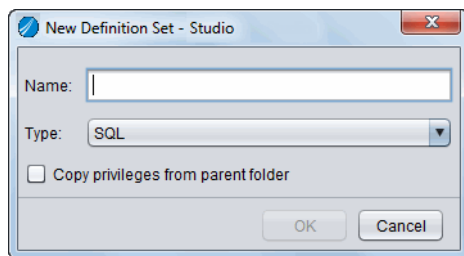 New Definition Set - Studio
Name:
Type: SQL
Copy privileges from parent folder
OK Cancel